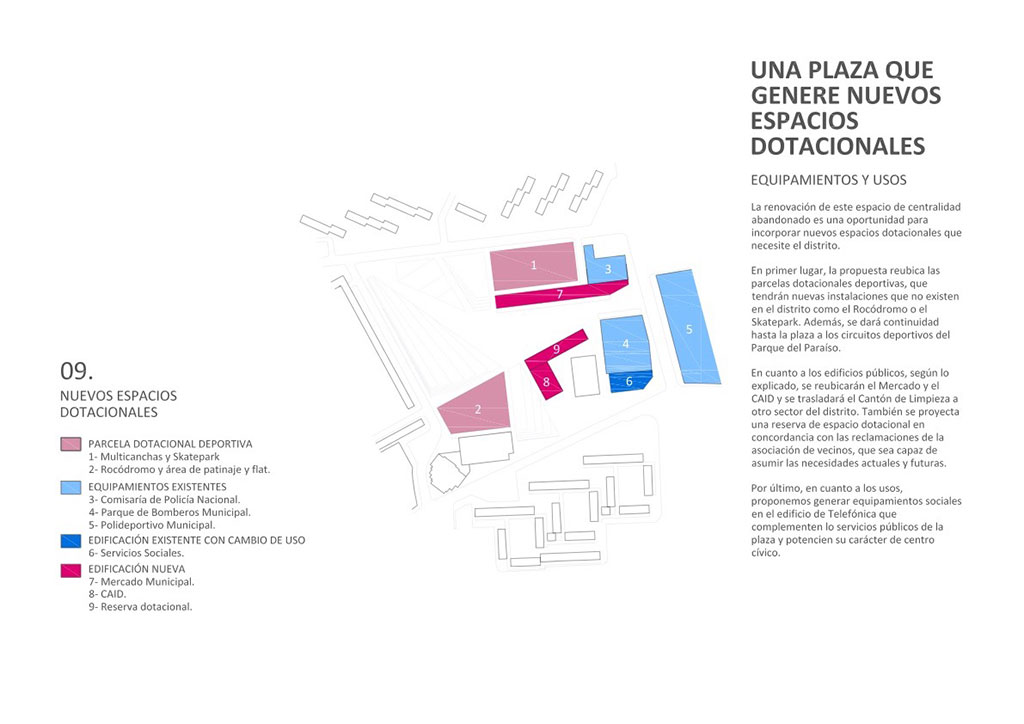 UNA PLAZA QUE
GENERE NUEVOS
ESPACIOS
DOTACIONALES
EQUIPAMIENTOS Y USOS
La renovación de este espacio de centralidad
abandonado es una oportunidad para
incorporar nuevos espacios dotacionales que
necesite el distrito.
En primer lugar, la propuesta reubica las
parcelas dotacionales deportivas, que
tendrán nuevas instalaciones que no existen
en el distrito como el Rocódromo o el
Skatepark. Además, se dará continuidad
hasta la plaza a los circuitos deportivos del
Parque del Paraíso.
En cuanto a los edificios públicos, según lo
explicado, se reubicarán el Mercado y el
CAID y se trasladará el Cantón de Limpieza a
otro sector del distrito. También se proyecta
una reserva de espacio dotacional en
concordancia con las reclamaciones de la
asociación de vecinos, que sea capaz de
asumir las necesidades actuales y futuras.
Por último, en cuanto a los usos,
proponemos generar equipamientos sociales
en el edificio de Telefónica que
complementen lo servicios públicos de la
plaza y potencien su carácter de centro
cívico.
1
3
7
5
4
9
8
6
2
09.
NUEVOS ESPACIOS
DOTACIONALES
PARCELA DOTACIONAL DEPORTIVA
1- Multicanchas y Skatepark
2- Rocódromo y área de patinaje y flat.
EQUIPAMIENTOS EXISTENTES
3- Comisaría de Policía Nacional.
4- Parque de Bomberos Municipal.
5- Polideportivo Municipal.
EDIFICACIÓN EXISTENTE CON CAMBIO DE USO
6- Servicios Sociales.
EDIFICACIÓN NUEVA
7- Mercado Municipal.
8- CAID.
9- Reserva dotacional.